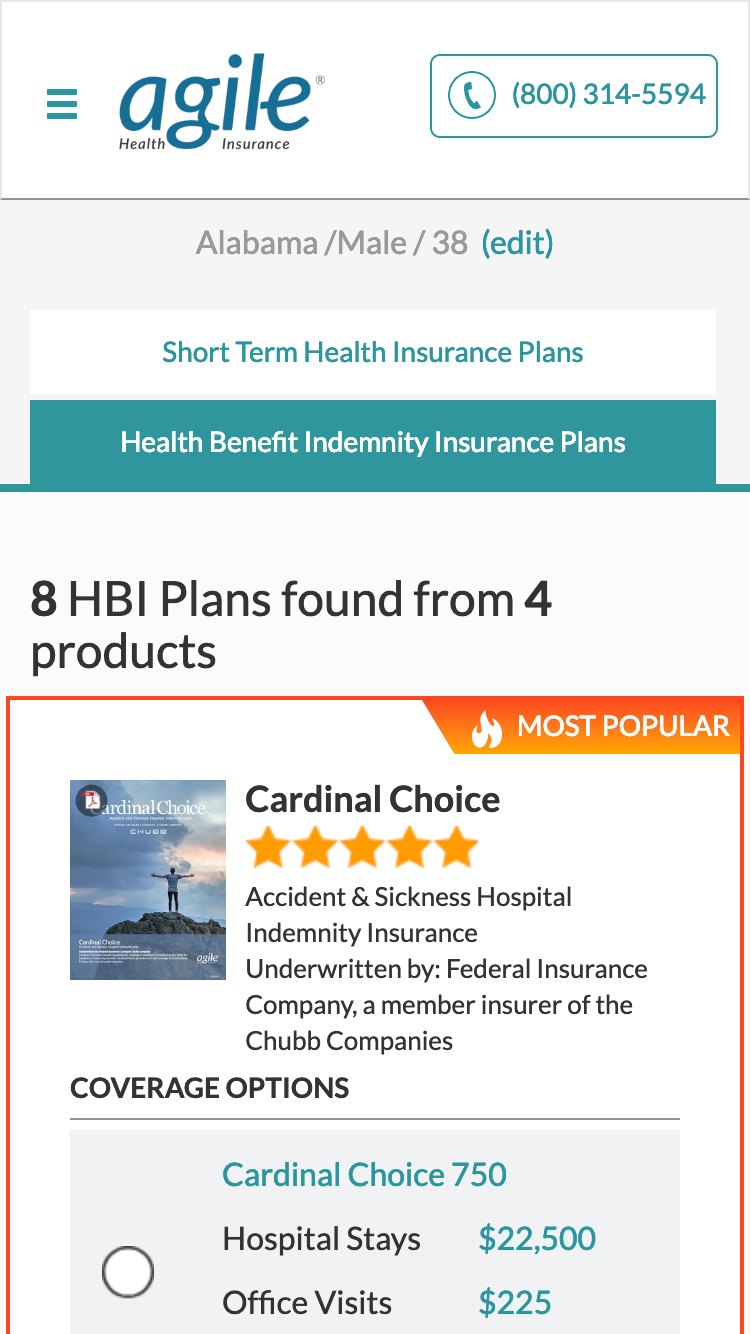 agile®
Health Insurance
(800) 314-5594
Alabama /Male / 38 (edit)
Short Term Health Insurance Plans
Health Benefit Indemnity Insurance Plans
8 HBI Plans found from 4
products
MOST POPULAR
Cardinal Choice
CardinalChoice
CHUBB
Cardinal Choice
agile
Accident & Sickness Hospital
Indemnity Insurance
Underwritten by: Federal Insurance
Company, a member insurer of the
Chubb Companies
COVERAGE OPTIONS
Cardinal Choice 750
Hospital Stays $22,500
Office Visits $225